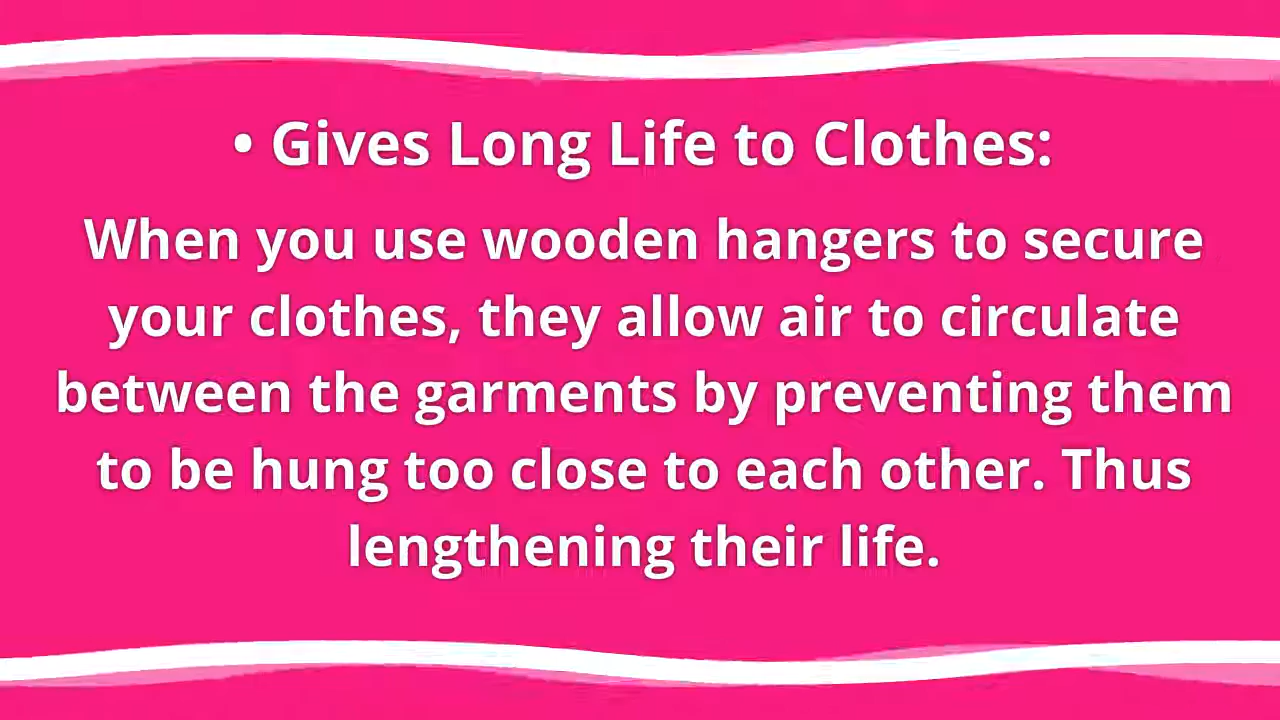 • Gives Long Life to Clothes:
When you use wooden hangers to secure
your clothes, they allow air to circulate
between the garments by preventing them
to be hung too close to each other. Thus
lengthening their life.